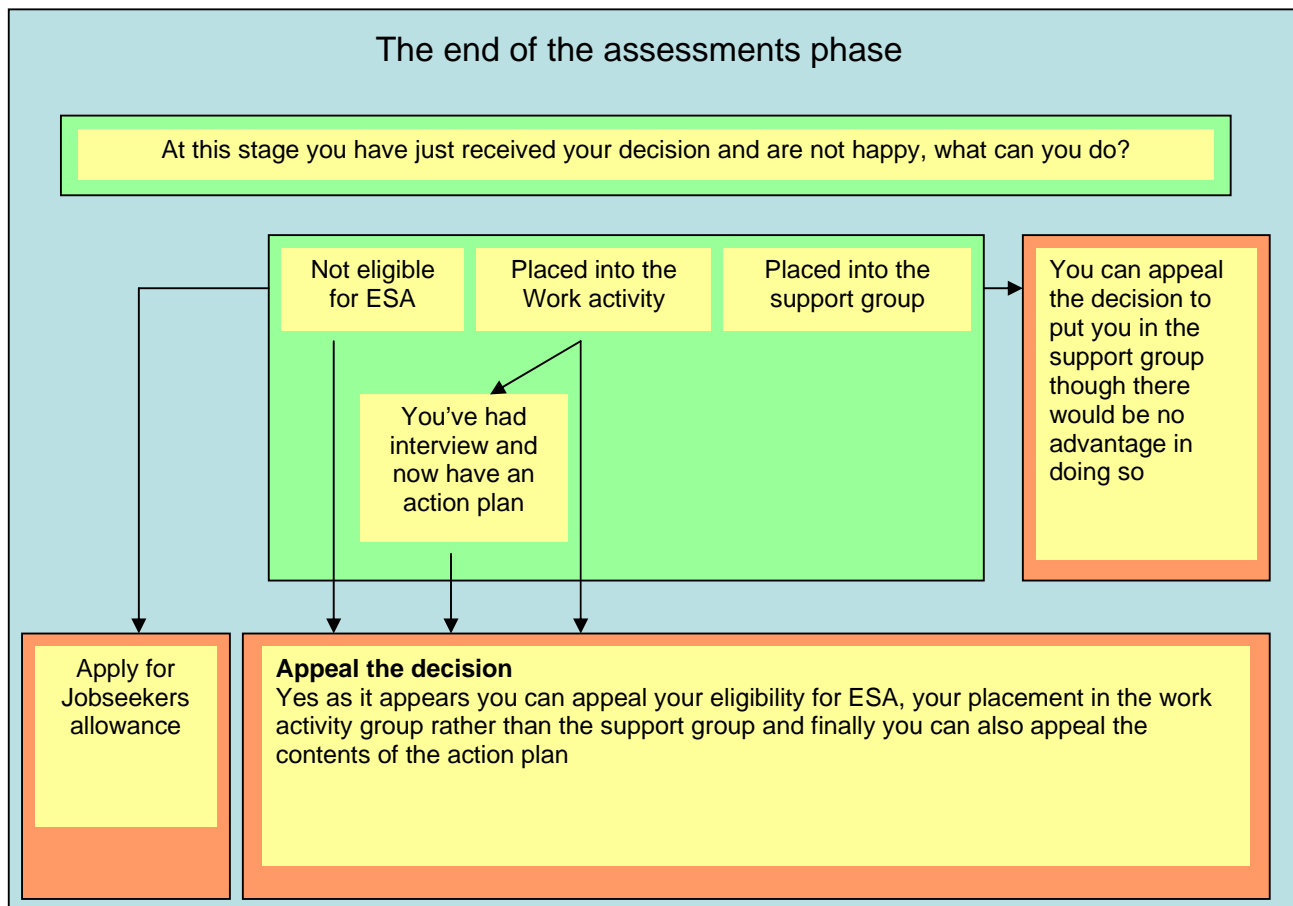 The end of the assessments phase
At this stage you have just received your decision and are not happy, what can you do?
Not eligible
for ESA
Placed into the
Work activity
Placed into the
support group
You can appeal
the decision to
put you in the
support group
though there
would be no
advantage in
doing so
You’ve had
interview and
now have an
action plan
Apply for
Jobseekers
allowance
Appeal the decision
Yes as it appears you can appeal your eligibility for ESA, your placement in the work
activity group rather than the support group and finally you can also appeal the
contents of the action plan